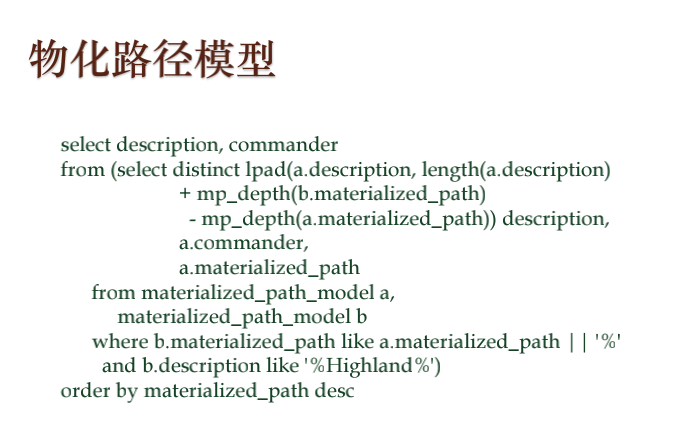 物化路径模型
select description, commander
from (select distinct lpad(a.description, length(a.description)
+ mp_depth(b.materialized_path)
- mp_depth(a.materialized_path)) description,
a.commander,
a.materialized_path
from materialized_path_model a,
materialized_path_model b
where b.materialized_path like a.materialized_path || '%'
and b.description like '%Highland%')
order by materialized_path desc